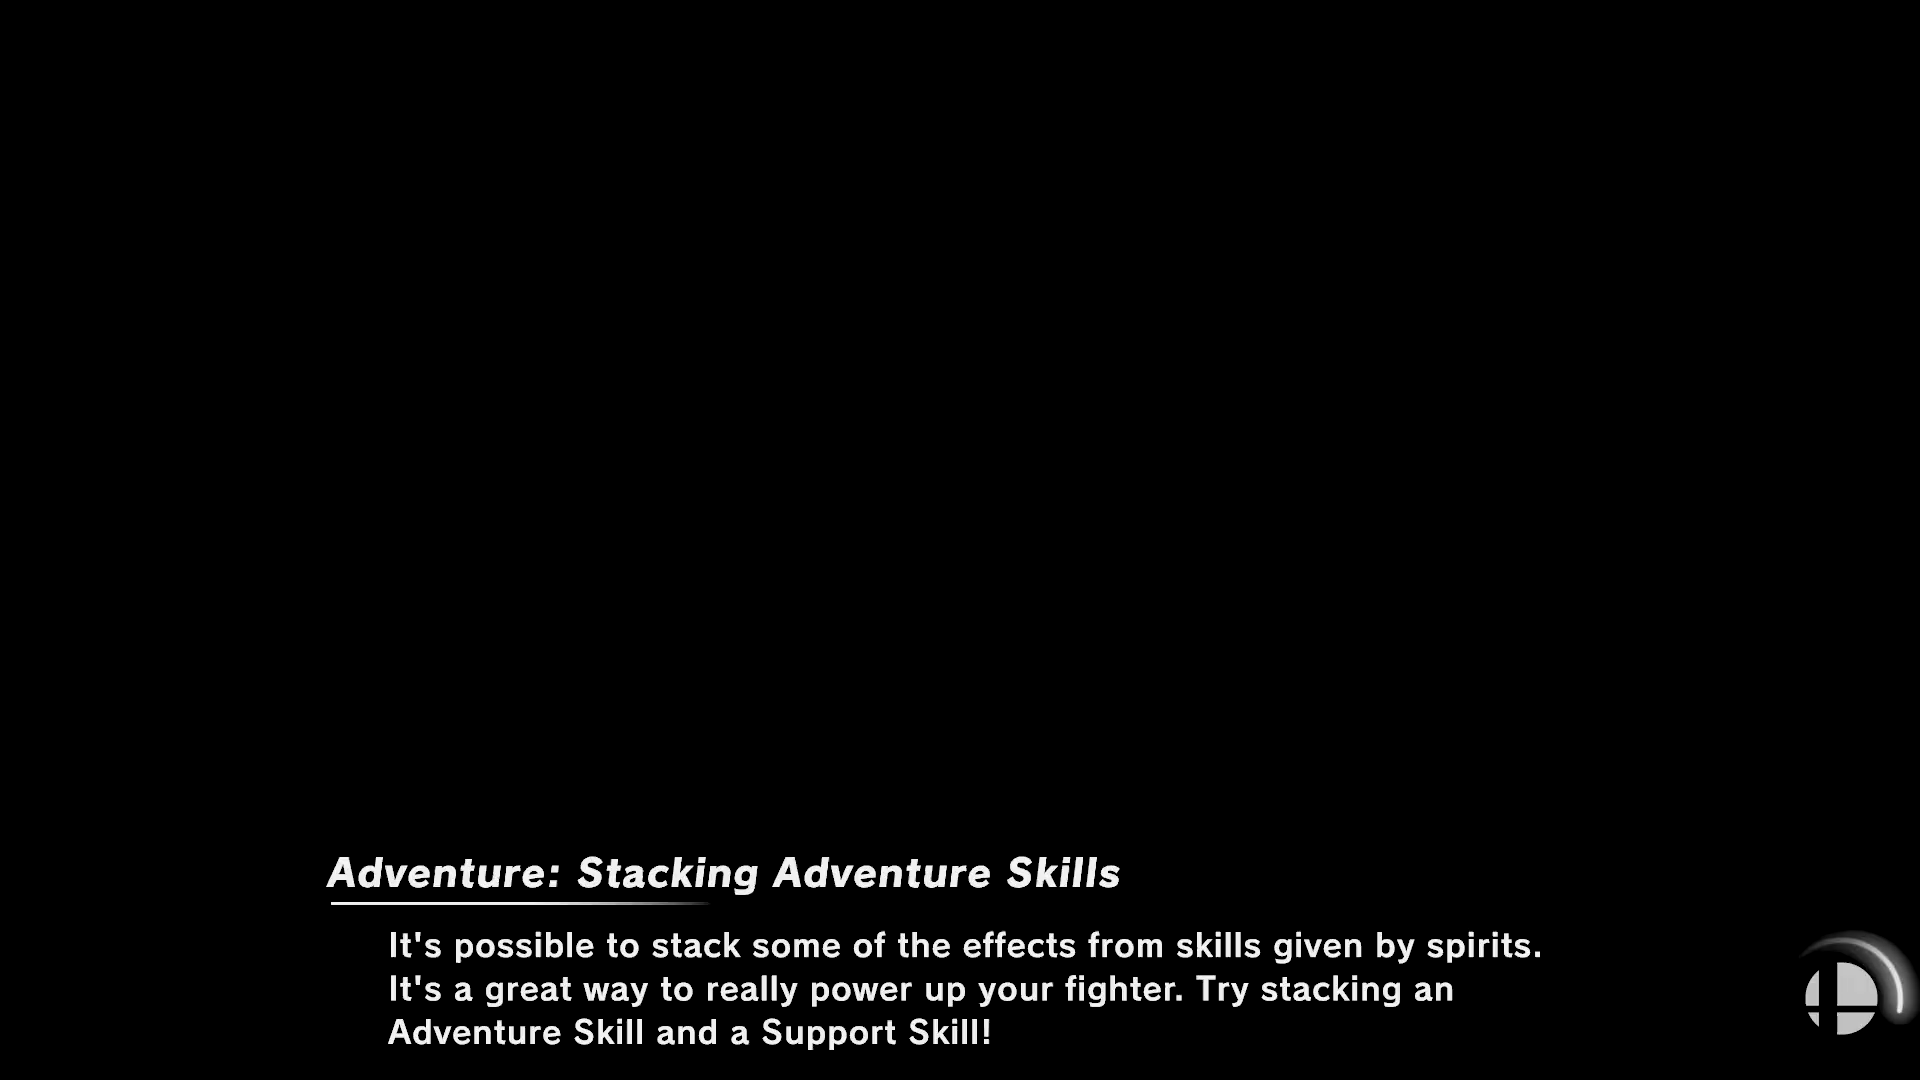 Adventure: Stacking Adventure Skills
It's possible to stack some of the effects from skills given by spirits.
It's a great way to really power up your fighter. Try stacking an
Adventure Skill and a Support Skill!